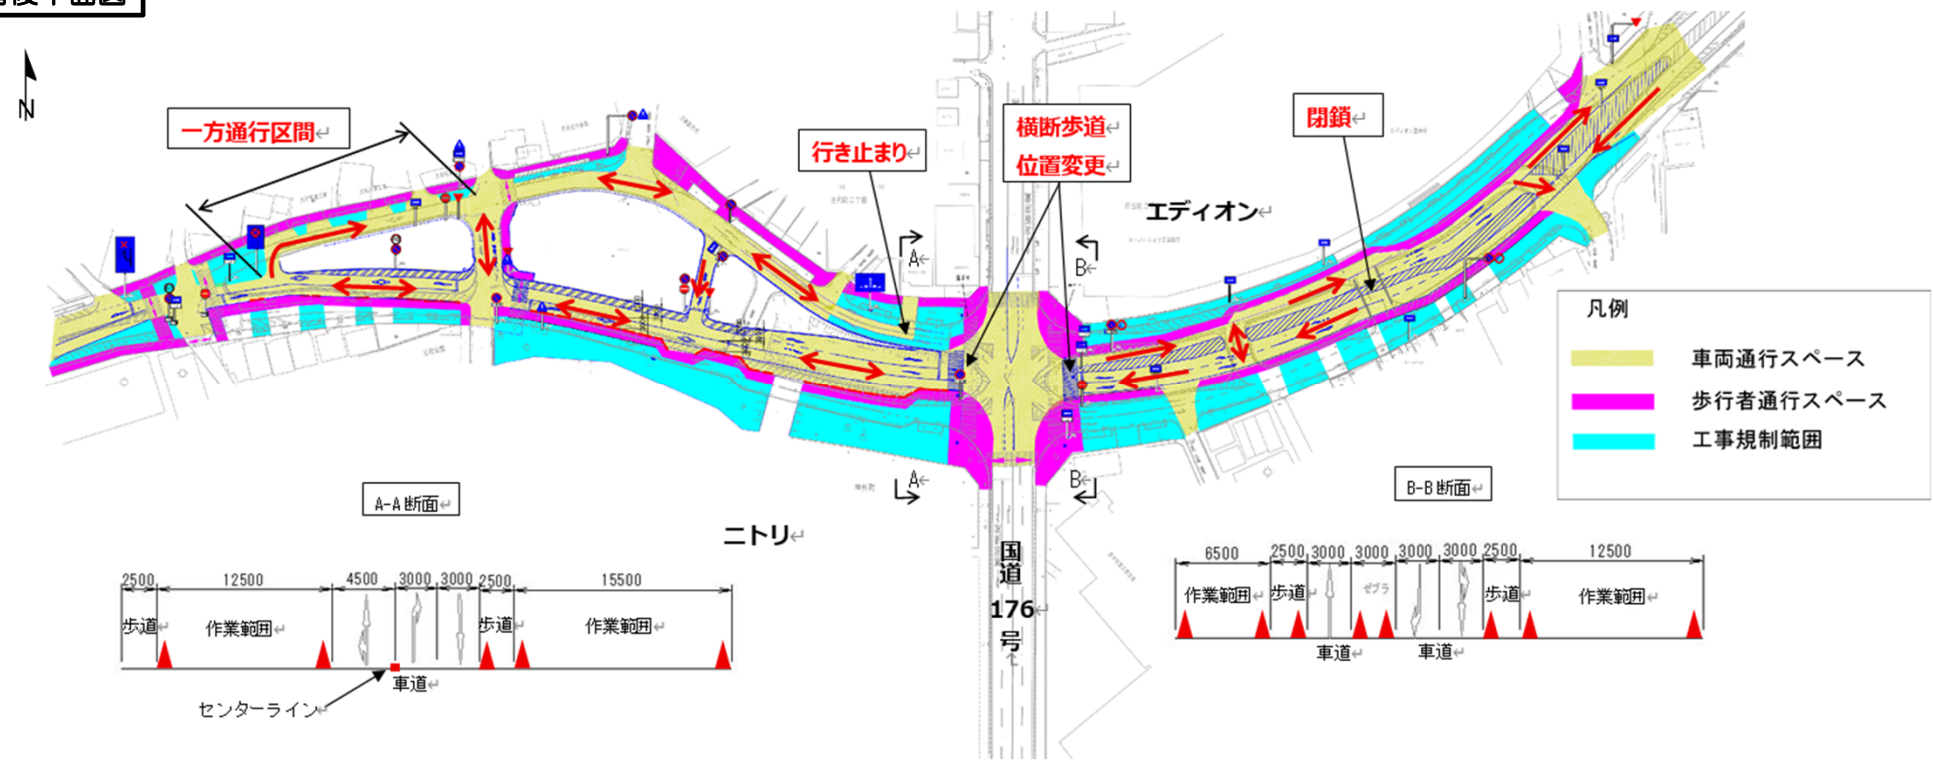 N
一方通行区間
行き止まり
横断歩道
位置変更
閉鎖
エディオン
A
B
凡例
車両通行スペース
歩行者通行スペース
工事規制範囲
A
B
A-A 断面
B-B 断面
ニトリ
国道
176
号
2500 12500 4500 3000 3000 2500 15500
歩道 作業範囲 歩道 作業範囲
車道
センターライン
6500 2500 3000 3000 3000 3000 2500 12500
作業範囲 歩道 ゼブラ 歩道 作業範囲
車道 車道